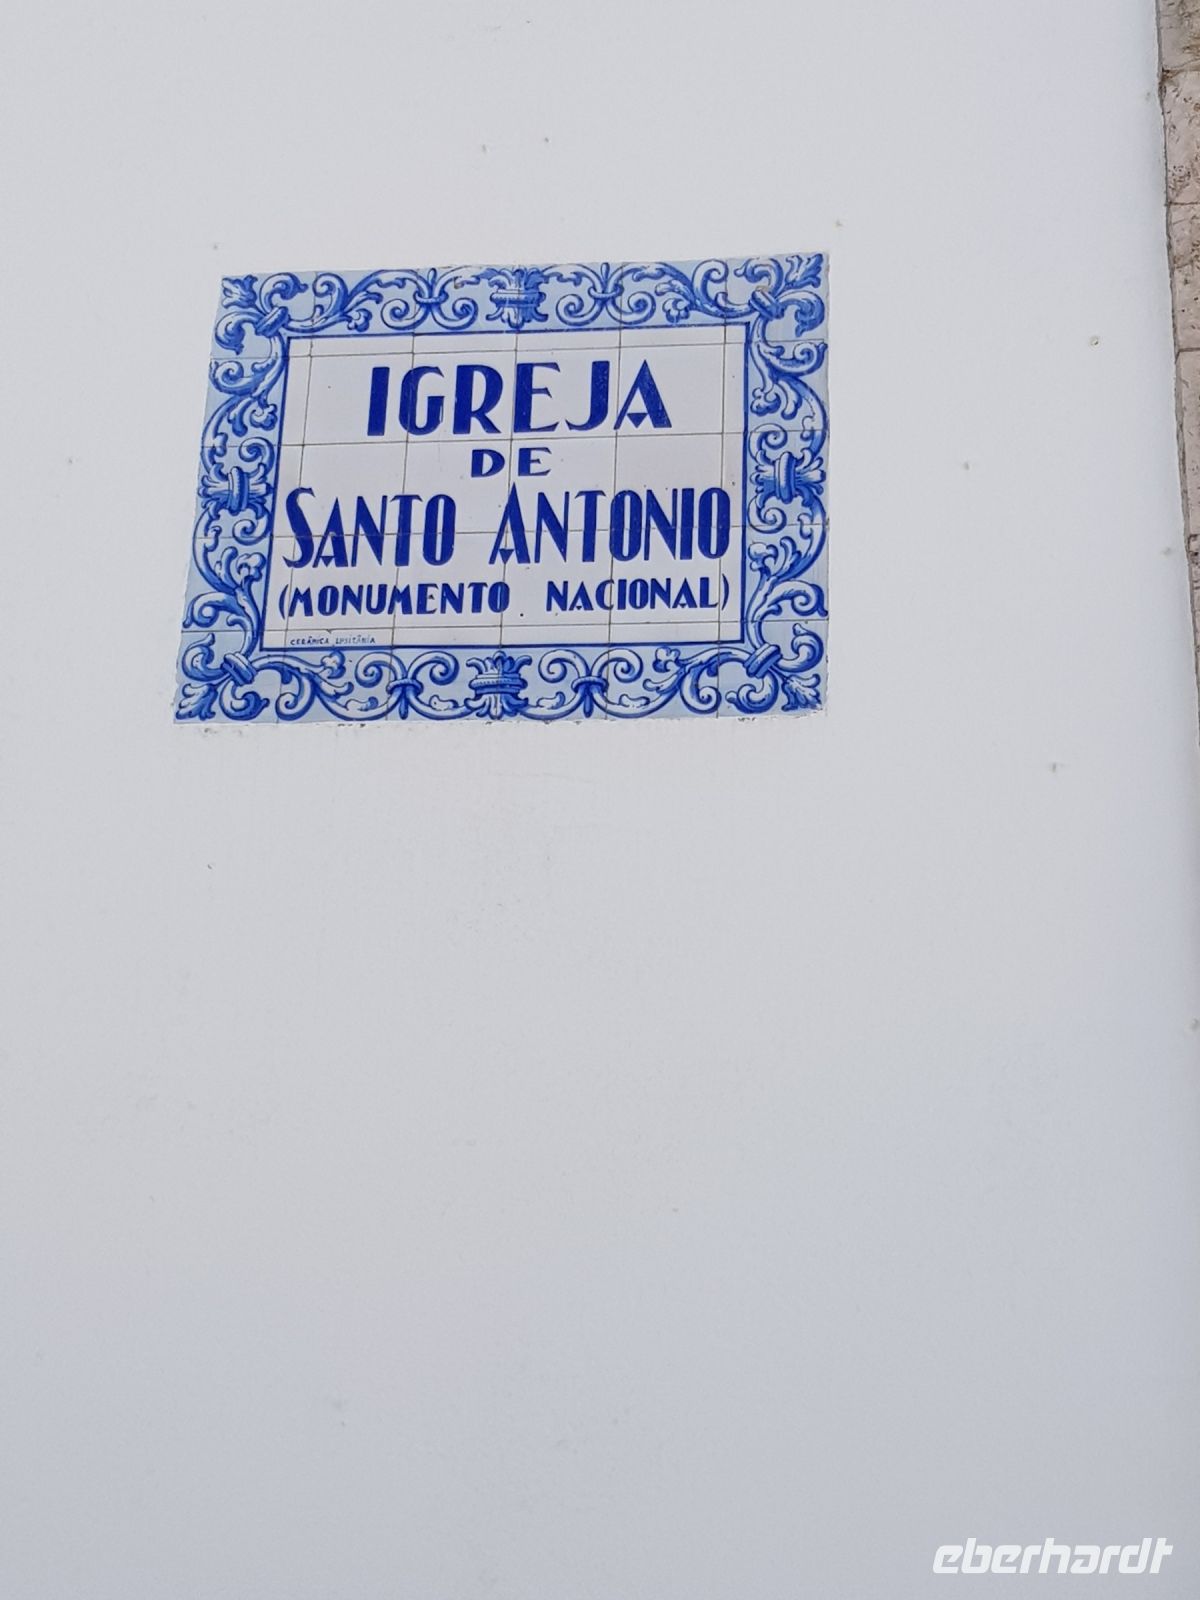 IGREJA
DE
SANTO ANTONIO
(MONUMENTO NACIONAL)
CERÂMICA LUSITÂNIA
eberhardt